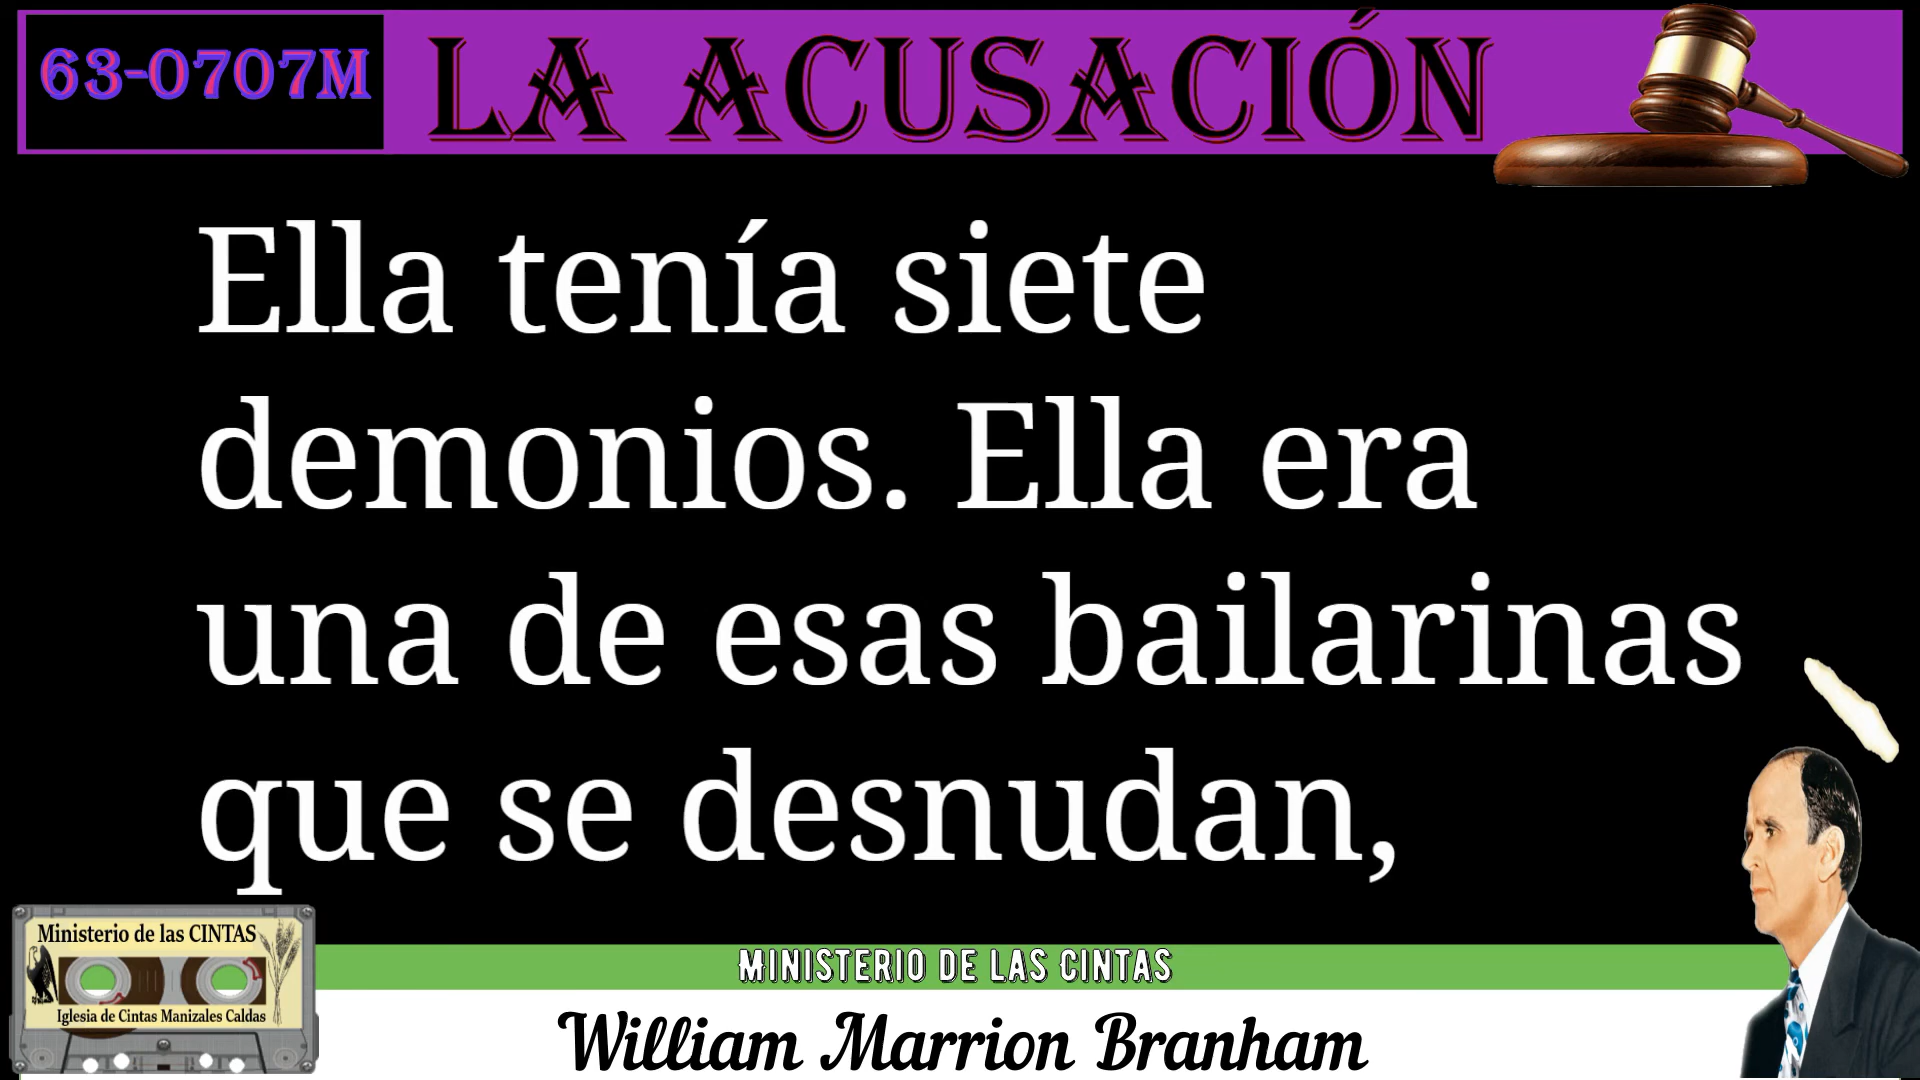 63-0707M
LA ACUSACIÓN
Ella tenía siete
demonios. Ella era
una de esas bailarinas
que se desnudan,
Ministerio de las CINTAS
Iglesia de Cintas Manizales Caldas
MINISTERIO DE LAS CINTAS
William Marrion Branham